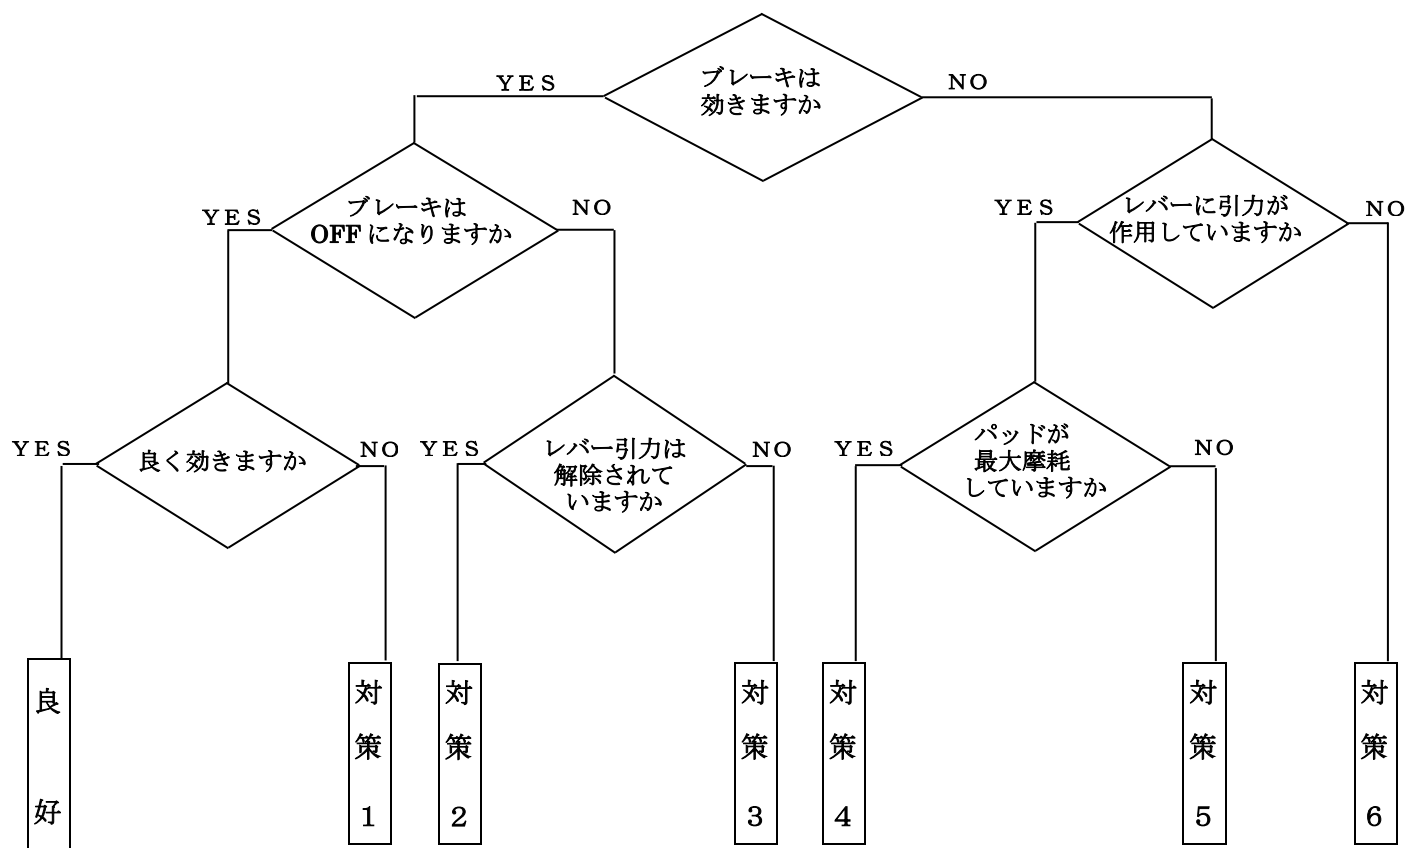 ブレーキは
効きますか
ＹＥＳ
ＮＯ
ブレーキは
OFFになりますか
ＹＥＳ
ＮＯ
レバーに引力が
作用していますか
ＹＥＳ
ＮＯ
良く効きますか
ＹＥＳ
ＮＯ
レバー引力は
解除されて
いますか
ＹＥＳ
ＮＯ
パッドが
最大摩耗
していますか
ＹＥＳ
ＮＯ
良好
対策１
対策２
対策３
対策４
対策５
対策６